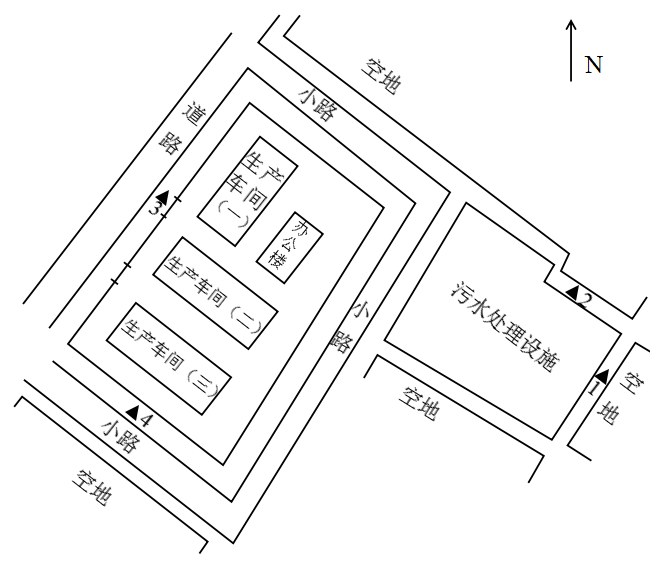 N
空地
小路
道路
生产
车间
（一）
3
办公楼
生产车间（二）
小路
污水处理设施
2
生产车间（三）
1
空地
空地
4
小路
空地